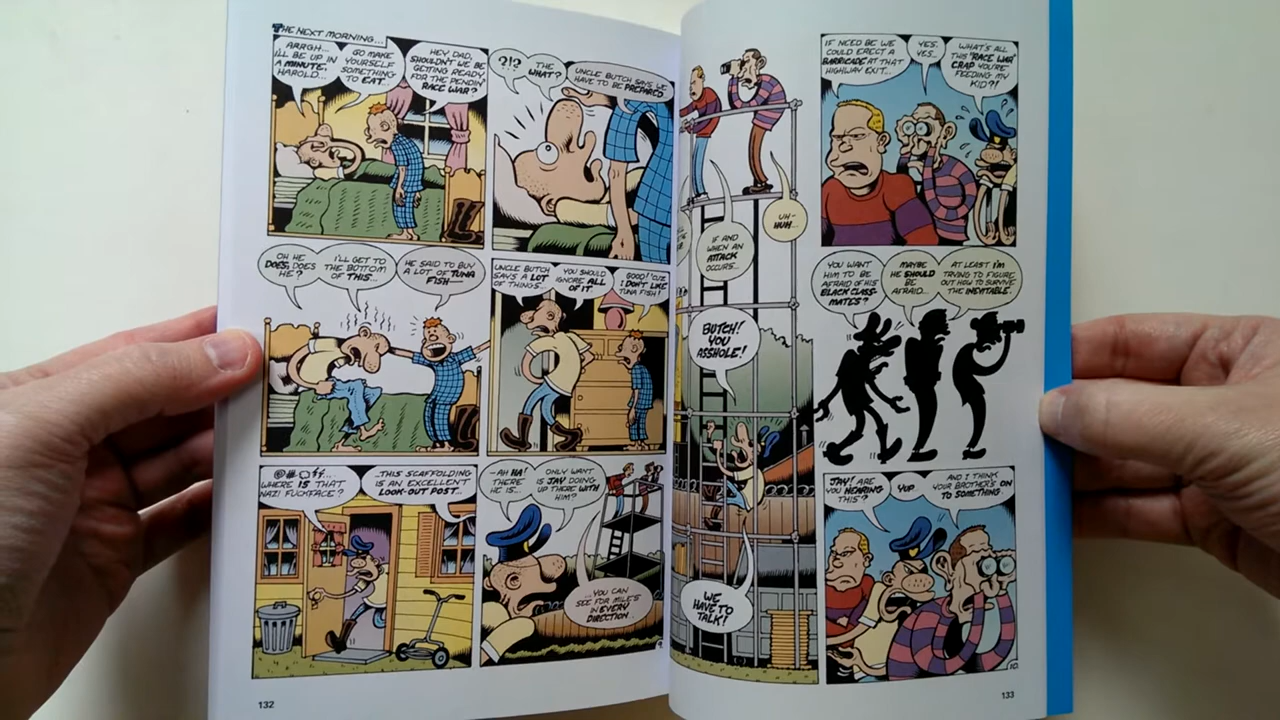 THE NEXT MORNING...
ARRGH...
I'LL BE UP IN
A MINUTE,
HAROLD...
GO MAKE
YOURSELF
SOMETHING
TO EAT...
HEY, DAD,
SHOULDN'T WE BE
GETTING READY
FOR THE PENDIN'
RACE WAR?
?!?
THE
WHAT?
UNCLE BUTCH SAYS WE
HAVE TO BE PREPARED
OH HE
DOES, DOES
HE?
I'LL GET TO
THE BOTTOM
OF THIS...
HE SAID TO BUY
A LOT OF TUNA
FISH—
UNCLE BUTCH
SAYS A LOT
OF THINGS...
YOU SHOULD
IGNORE ALL
OF IT.
GOOD! 'CUZ
I DON'T LIKE
TUNA FISH!
WHERE IS THAT
NAZI FUCKFACE?
...THIS SCAFFOLDING
IS AN EXCELLENT
LOOK-OUT POST...
-AH HA!
THERE
HE IS...
ONLY WHAT
IS JAY DOING
UP THERE WITH
HIM?
...YOU CAN
SEE FOR MILES
IN EVERY
DIRECTION
9
132
IF AND
WHEN AN
ATTACK
OCCURS...
UH-
HUH...
BUTCH!
YOU
ASSHOLE!
WE
HAVE TO
TALK!
IF NEED BE WE
COULD ERECT A
BARRICADE AT THAT
HIGHWAY EXIT...
YES,
YES..
WHAT'S ALL
THIS "RACE WAR"
CRAP YOU'RE
FEEDING MY
KID?!
YOU WANT
HIM TO BE
AFRAID OF HIS
BLACK CLASS-
MATES?
MAYBE
HE SHOULD
BE
AFRAID...
AT LEAST I'M
TRYING TO FIGURE
OUT HOW TO SURVIVE
THE INEVITABLE.
JAY! ARE
YOU HEARING
THIS?
YUP
AND I THINK
YOUR BROTHER'S ON
TO SOMETHING
10
133